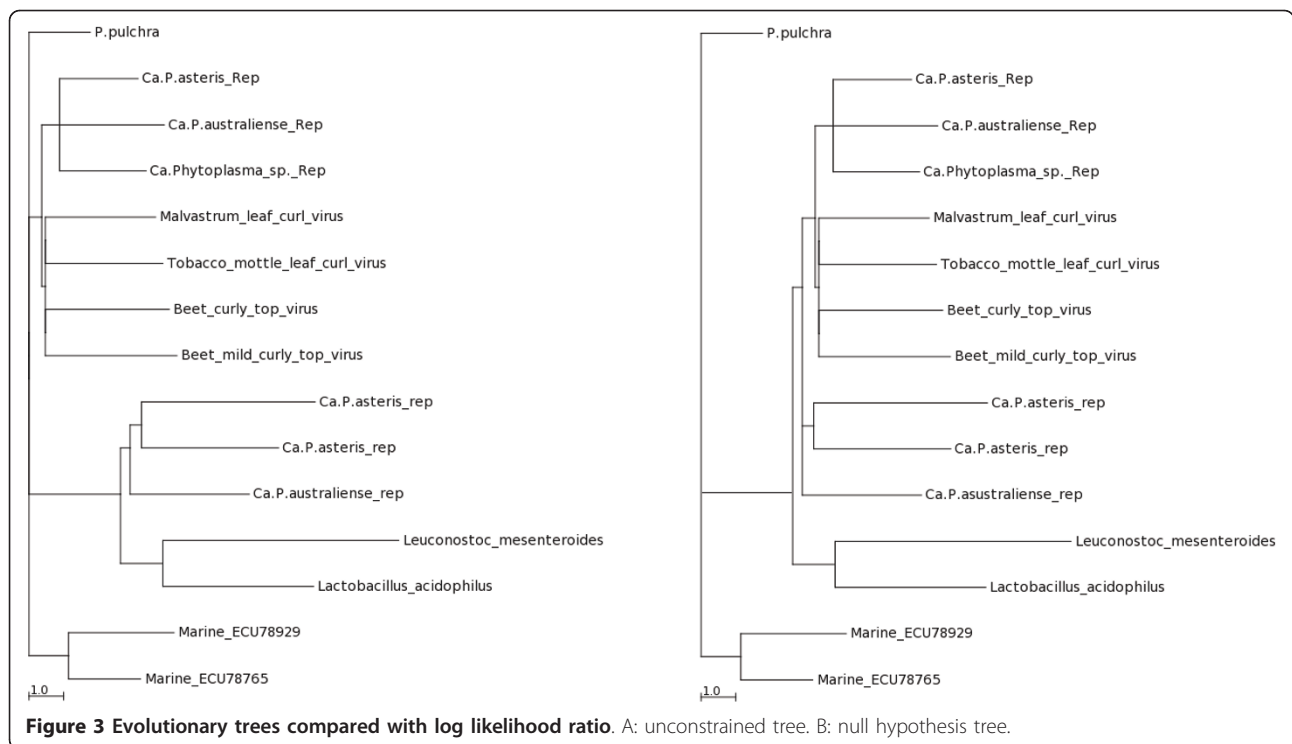 P.pulchra
Ca.P.asteris_Rep
Ca.P.australiense_Rep
Ca.Phytoplasma_sp._Rep
Malvastrum_leaf_curl_virus
Tobacco_mottle_leaf_curl_virus
Beet_curly_top_virus
Beet_mild_curly_top_virus
Ca.P.asteris_rep
Ca.P.asteris_rep
Ca.P.australiense_rep
Leuconostoc_mesenteroides
Lactobacillus_acidophilus
Marine_ECU78929
Marine_ECU78765
1.0
P.pulchra
Ca.P.asteris_Rep
Ca.P.australiense_Rep
Ca.Phytoplasma_sp._Rep
Malvastrum_leaf_curl_virus
Tobacco_mottle_leaf_curl_virus
Beet_curly_top_virus
Beet_mild_curly_top_virus
Ca.P.asteris_rep
Ca.P.asteris_rep
Ca.P.asustraliense_rep
Leuconostoc_mesenteroides
Lactobacillus_acidophilus
Marine_ECU78929
Marine_ECU78765
1.0
Figure 3 Evolutionary trees compared with log likelihood ratio. A: unconstrained tree. B: null hypothesis tree.